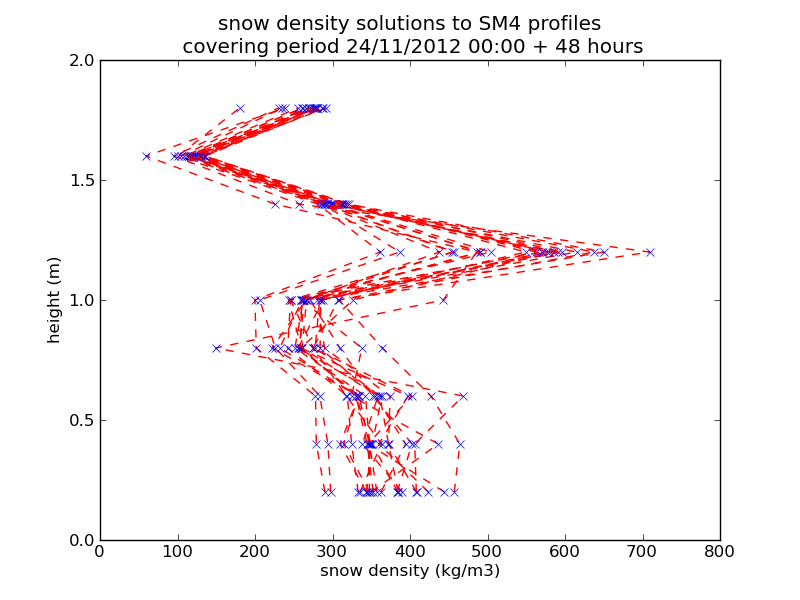 snow density solutions to SM4 profiles
covering period 24/11/2012 00:00 + 48 hours
2.0
1.5
1.0
0.5
0.0
height (m)
0 100 200 300 400 500 600 700 800
snow density (kg/m3)